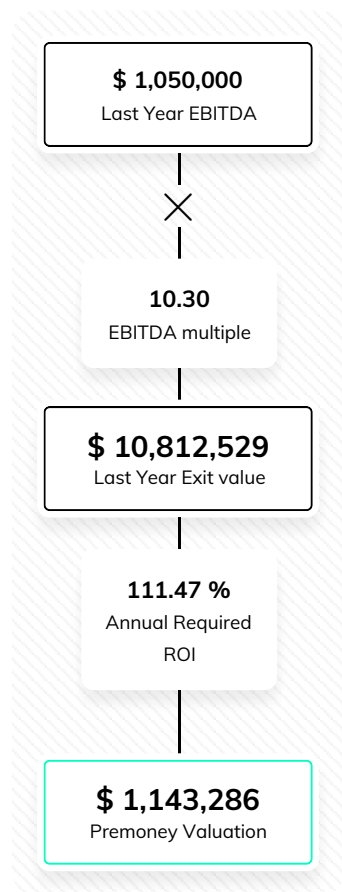 $ 1,050,000
Last Year EBITDA
10.30
EBITDA multiple
$ 10,812,529
Last Year Exit value
111.47 %
Annual Required
ROI
$ 1,143,286
Premoney Valuation